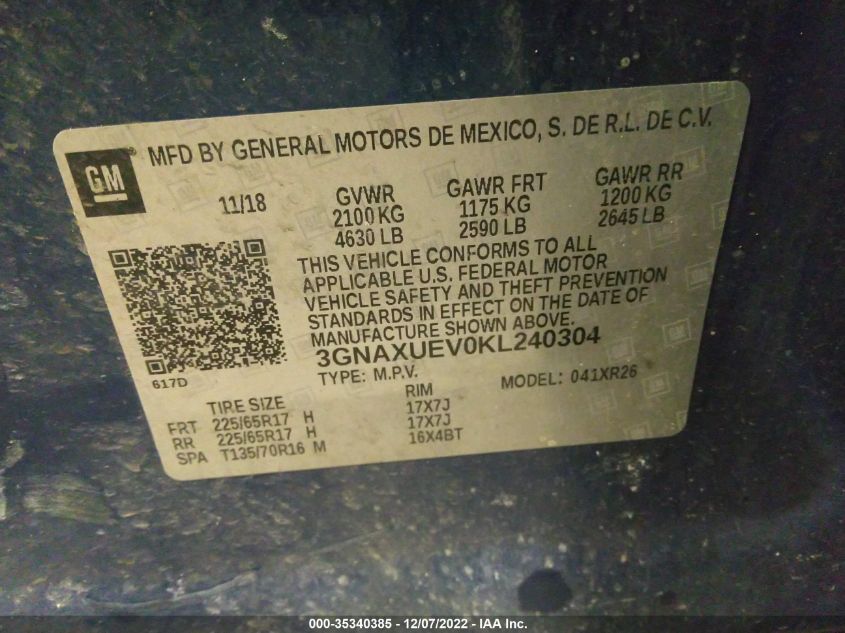 MFD BY GENERAL MOTORS DE MEXICO, S. DE R.L. DE C.V.
GM
11/18 GVWR GAWR FRT GAWR RR
2100 KG 1175 KG 1200 KG
4630 LB 2590 LB 2645 LB
THIS VEHICLE CONFORMS TO ALL
APPLICABLE U.S. FEDERAL MOTOR
VEHICLE SAFETY AND THEFT PREVENTION
STANDARDS IN EFFECT ON THE DATE OF
MANUFACTURE SHOWN ABOVE.
3GNAXUEV0KL240304
617D
TYPE: M.P.V. MODEL: 041XR26
TIRE SIZE RIM
FRT 225/65R17 H 17X7J
RR 225/65R17 H 17X7J
SPA T135/70R16 M 16X4BT
000-35340385 - 12/07/2022 - IAA Inc.